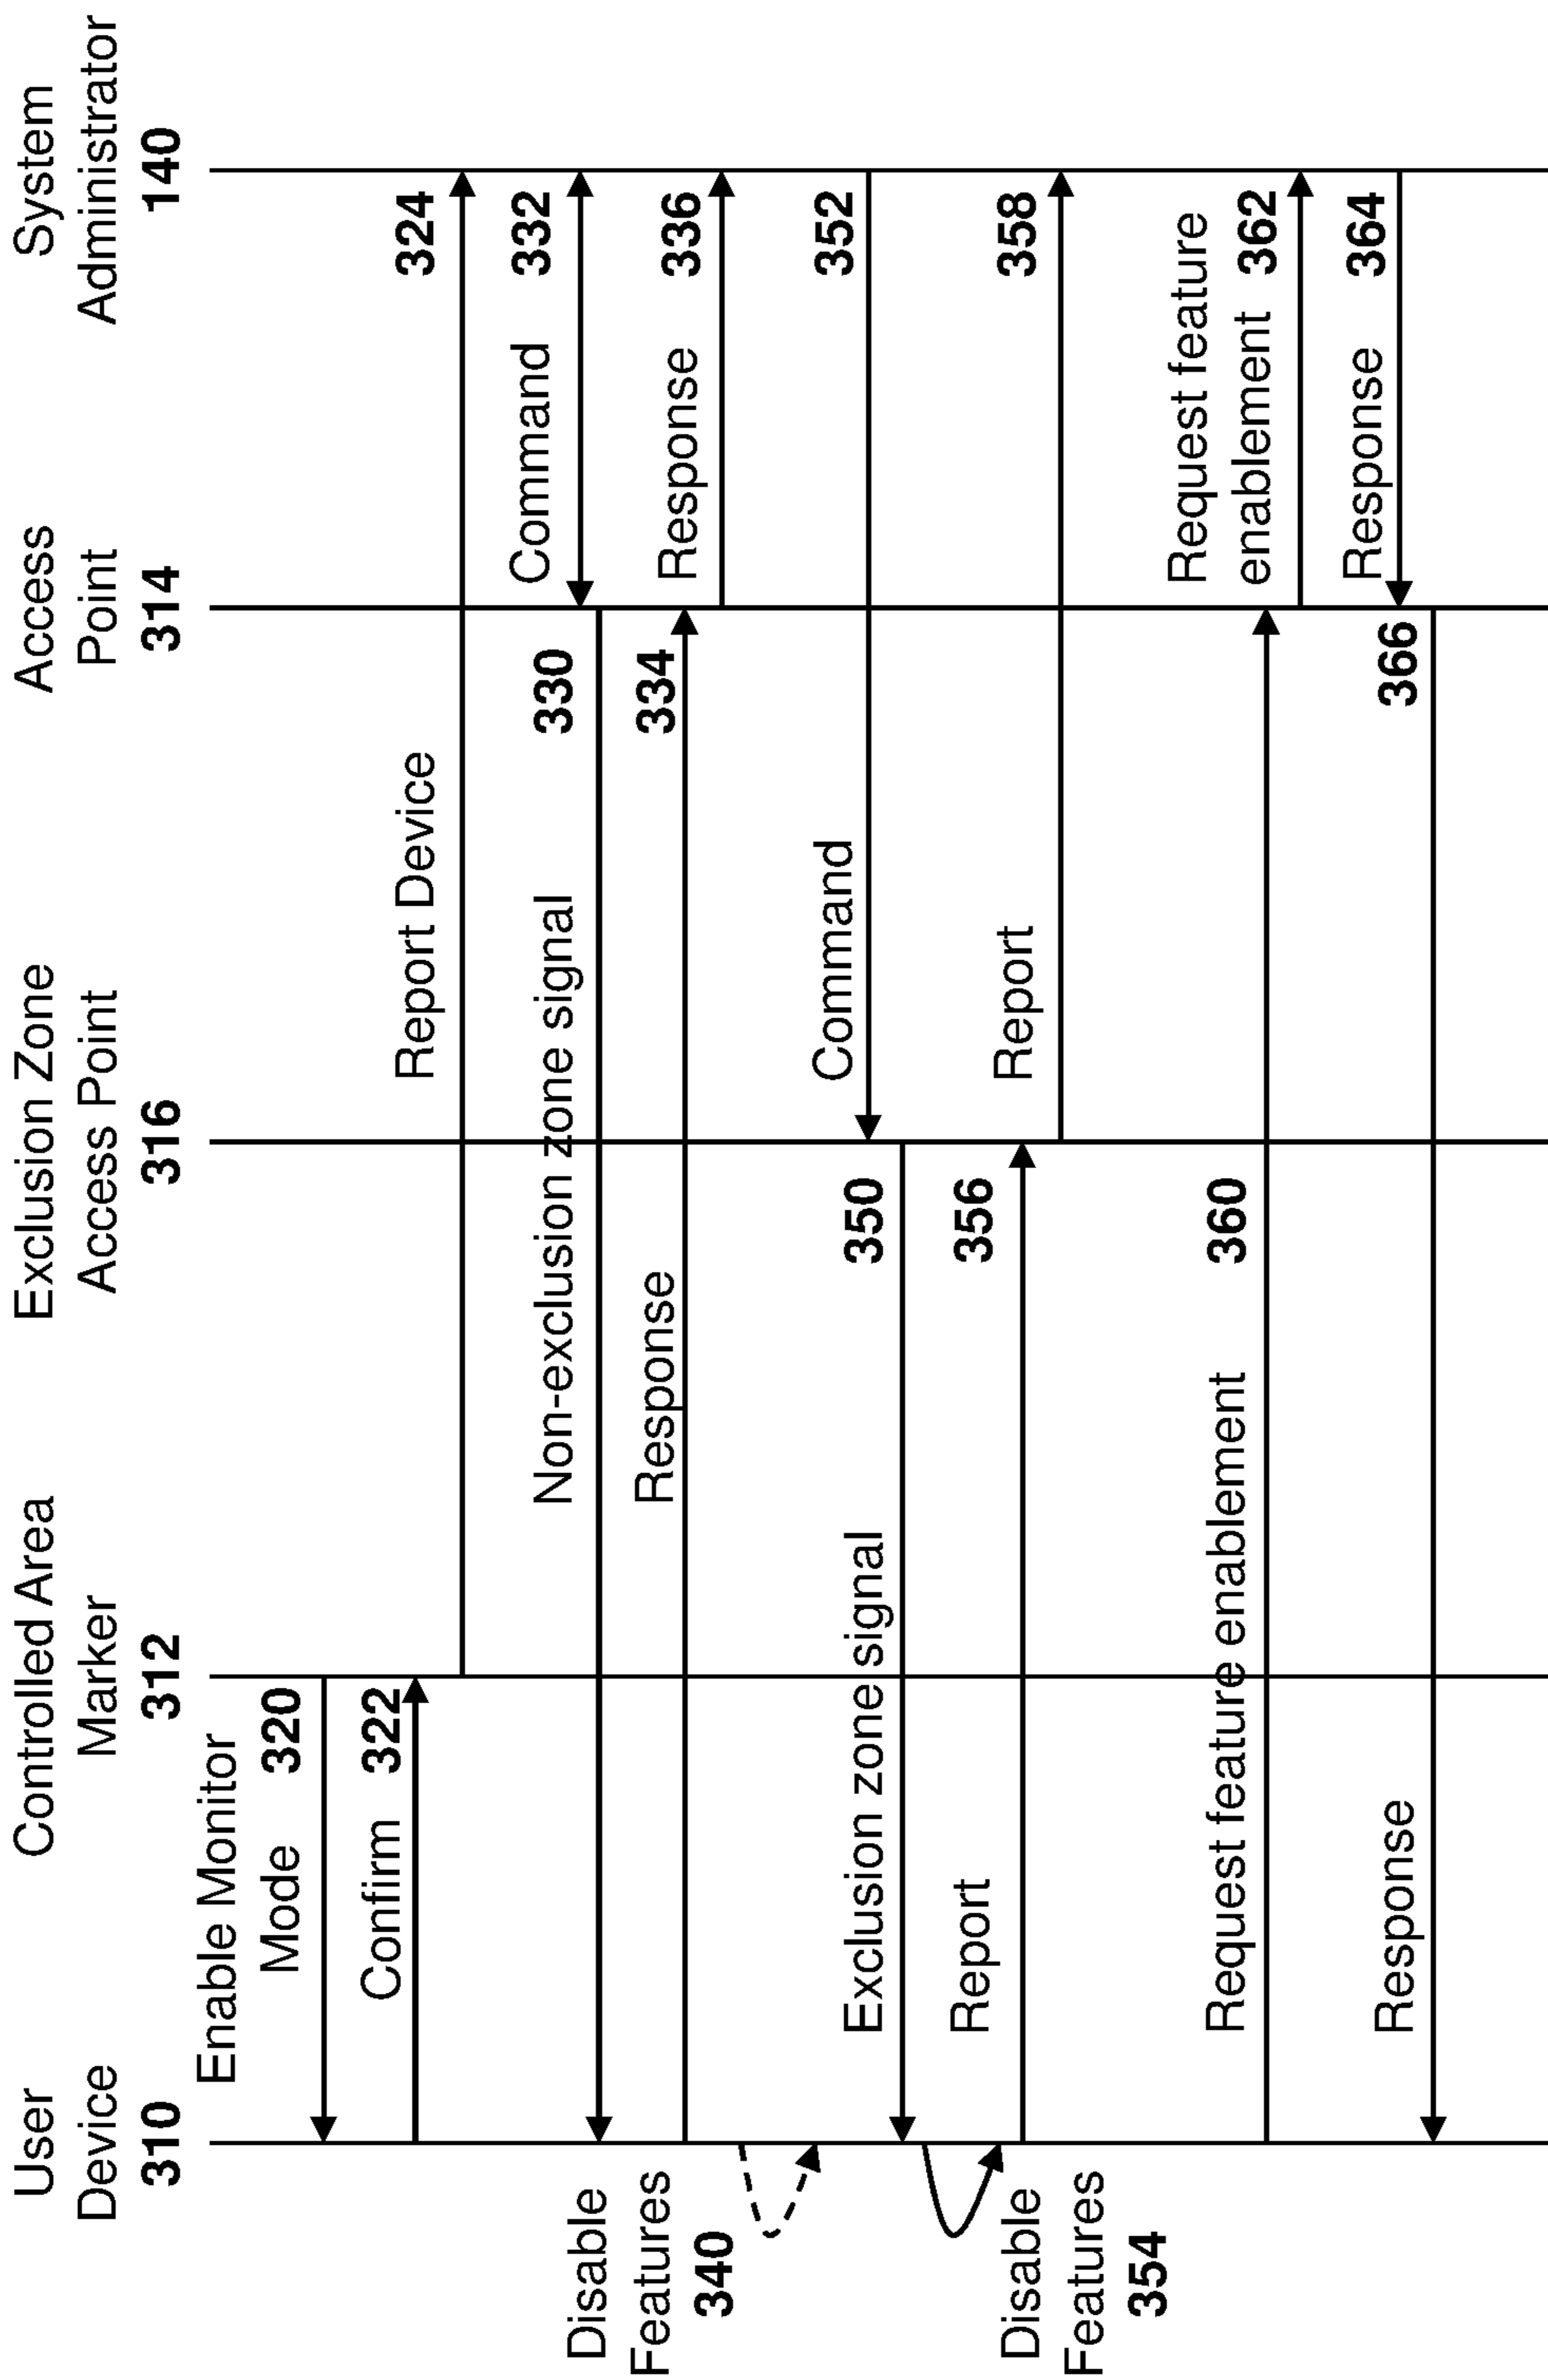 User
Device
310
Controlled Area
Marker
312
Exclusion Zone
Access Point
316
Access
Point
314
System
Administrator
140
Enable Monitor
Mode 320
Confirm 322
Report Device
324
Command 332
Non-exclusion zone signal
330
Response
334
Response 336
Disable
Features
340
Command
352
Exclusion zone signal
350
Disable
Features
354
Report
356
Report
358
Request feature enablement
360
Request feature
enablement 362
Response 364
Response
366